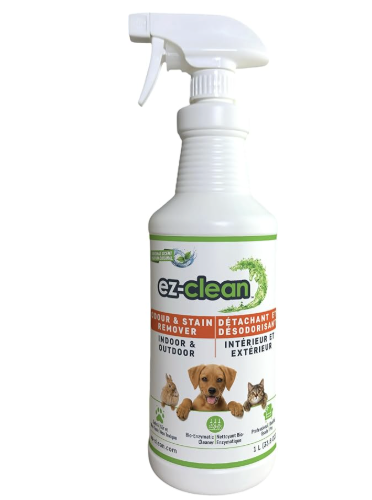 ez-clean
ODOUR & STAIN
REMOVER
DÉTACHANT ET
DÉSODORISANT
INDOOR &
OUTDOOR
INTÉRIEUR ET
EXTÉRIEUR
Bio-Enzymatic
Cleaner
Nettoyant Bio-
Enzymatique
1 L